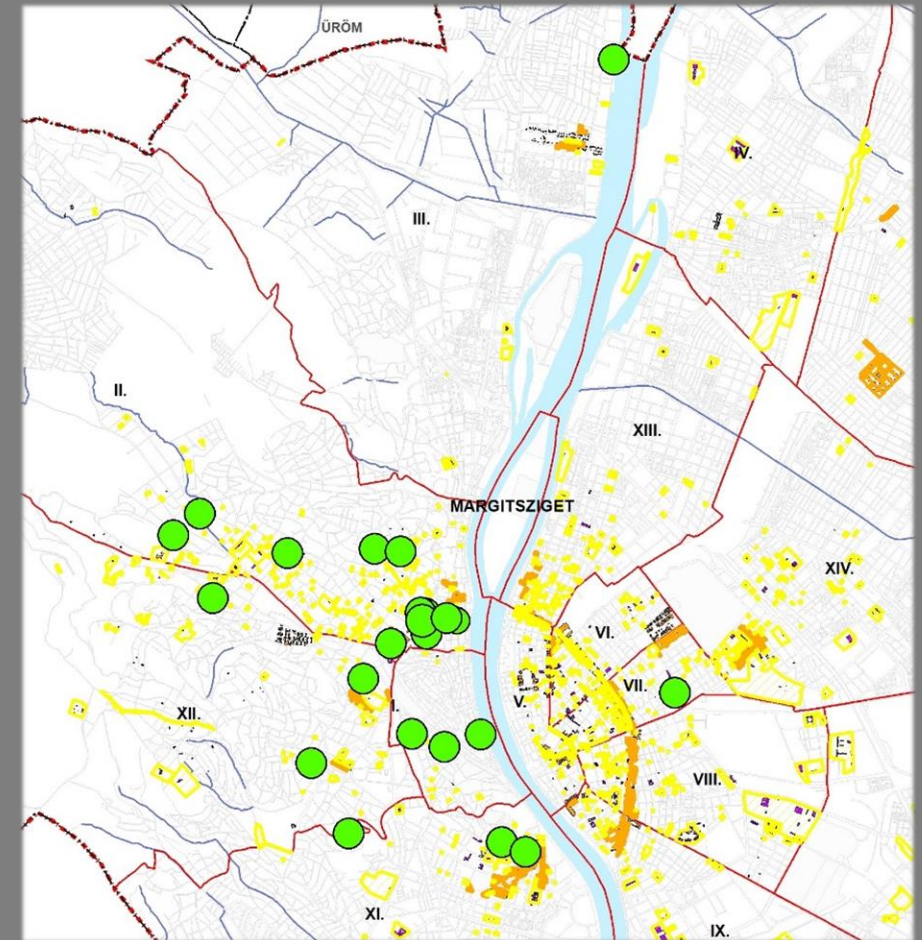 ÜRÖM
IV.
III.
II.
XIII.
MARGITSZIGET
XIV.
VI.
VII.
V.
I.
XII.
VIII.
XI.
IX.